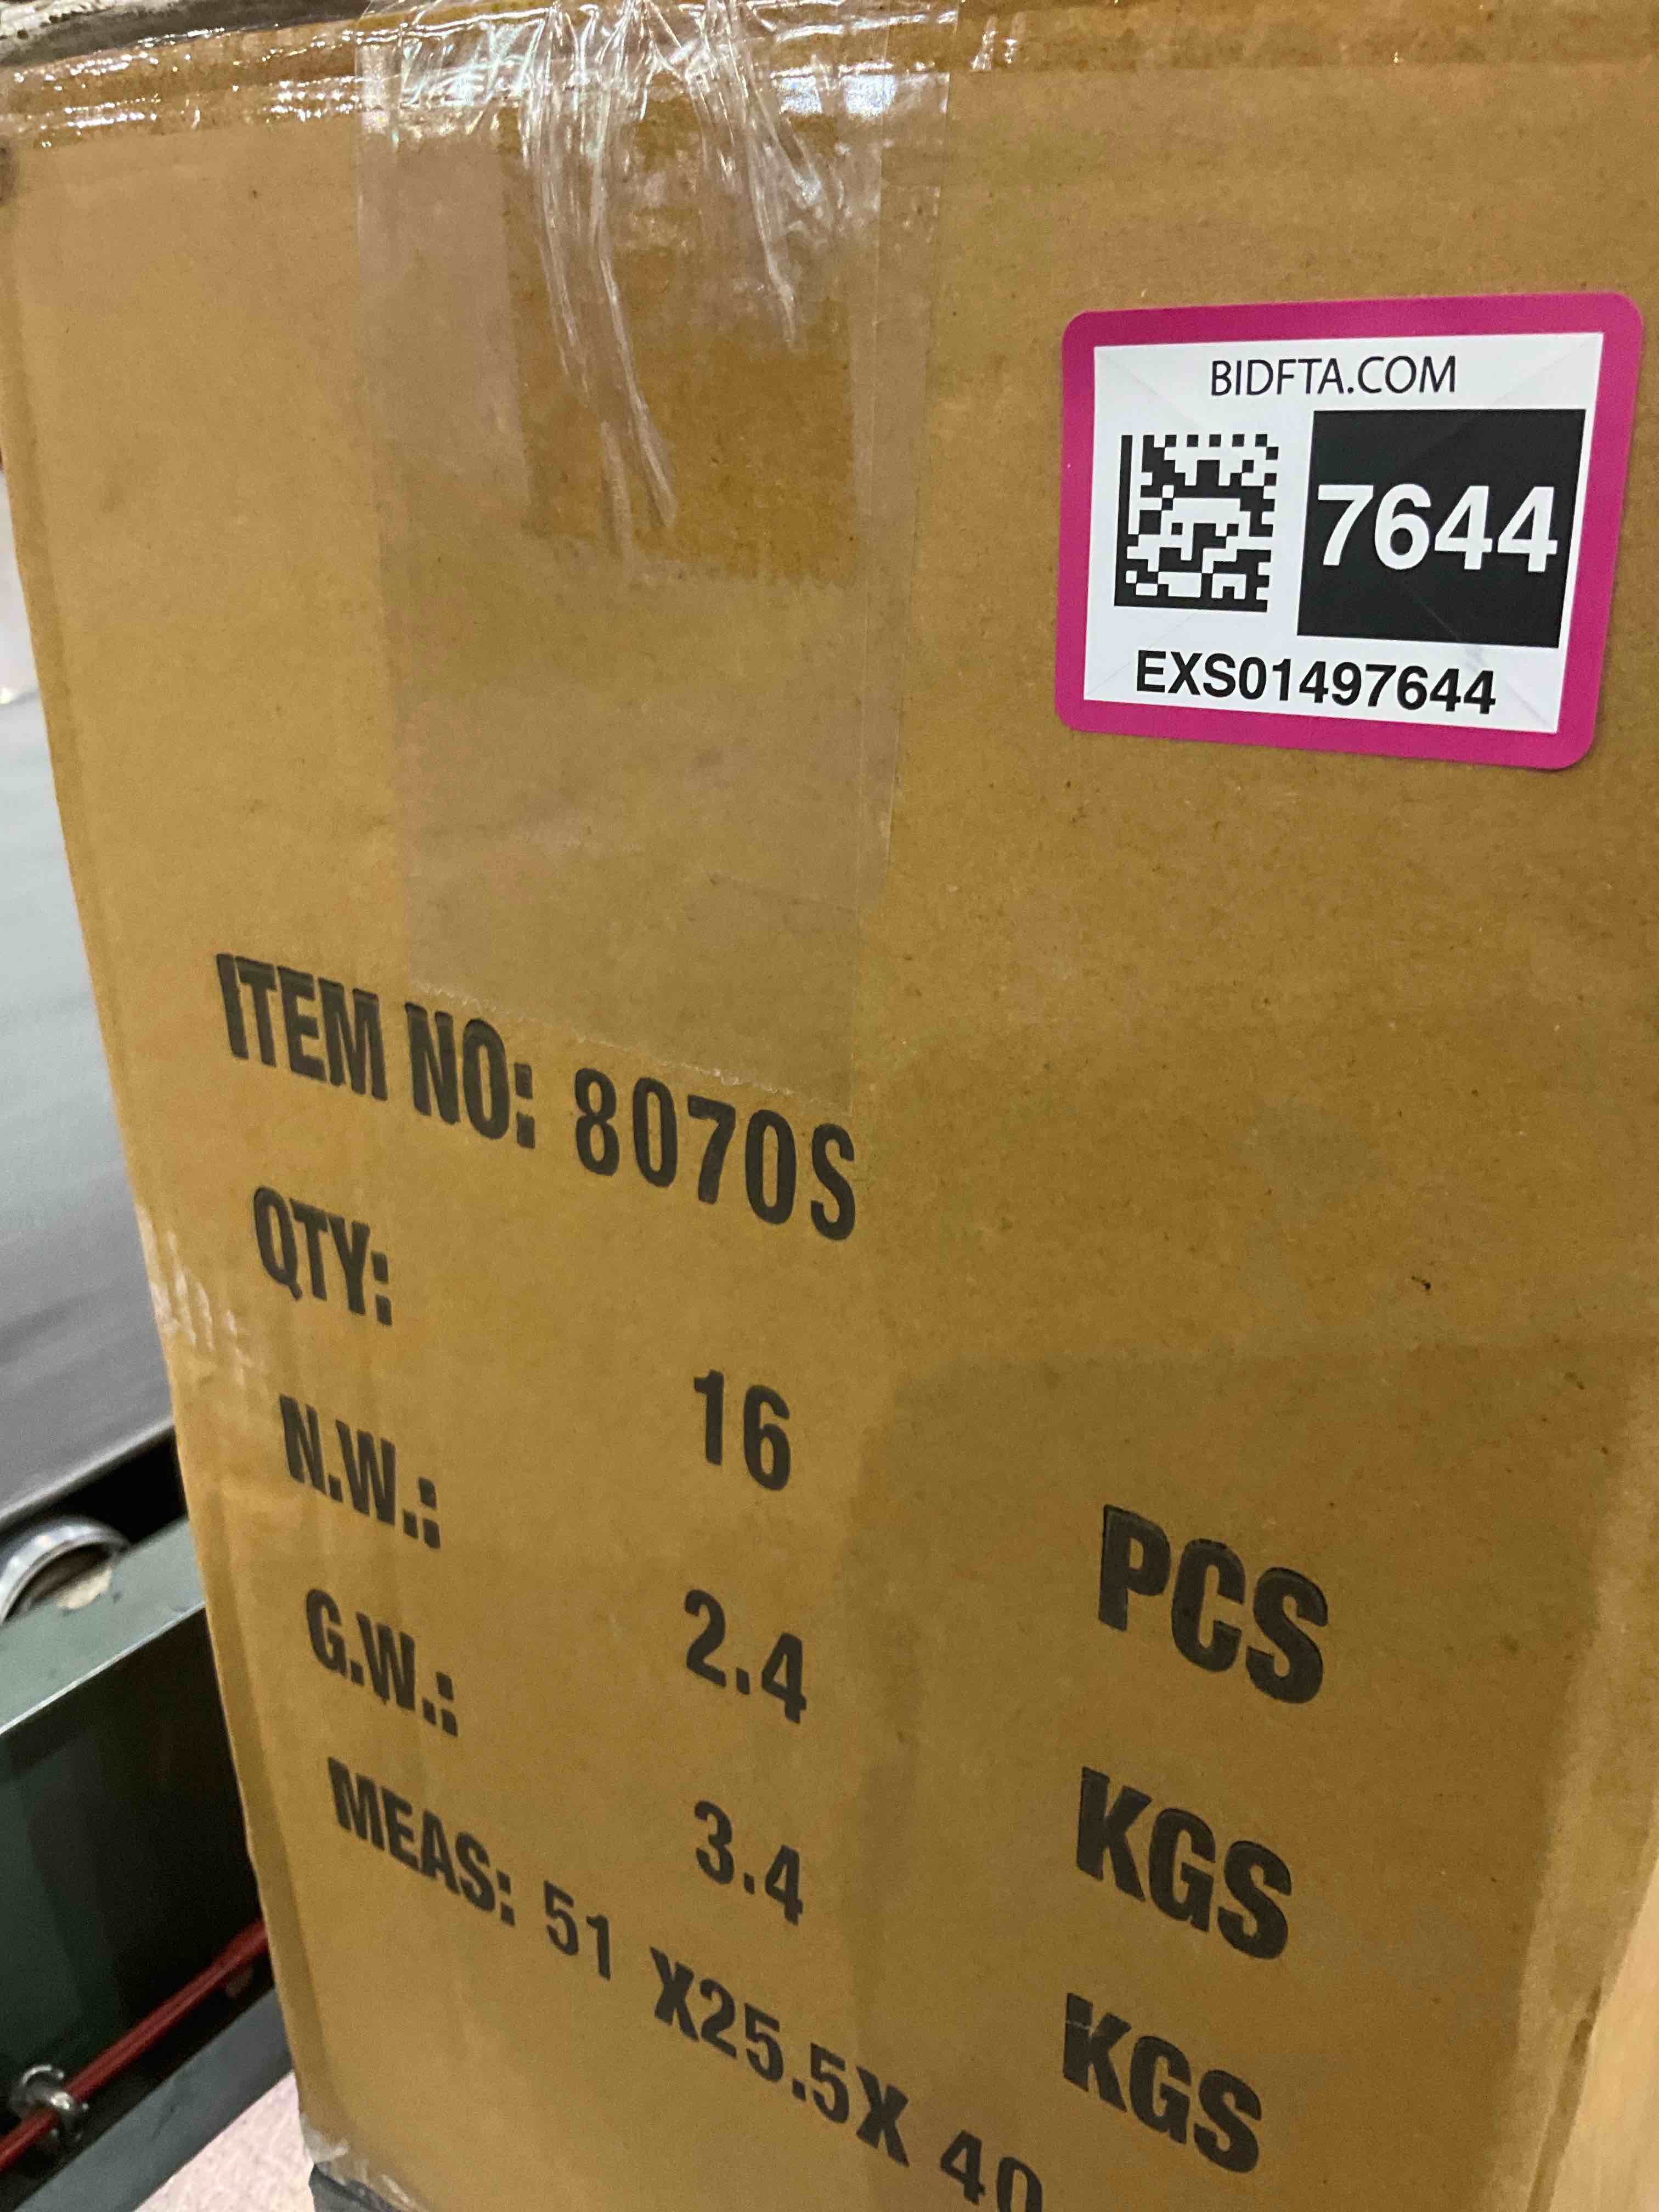 BIDFTA.COM
7644
EXS01497644
ITEM NO: 8070S
QTY: 16 PCS
N.W.: 2.4 KGS
G.W.: 3.4 KGS
MEAS: 51 X25.5X 40